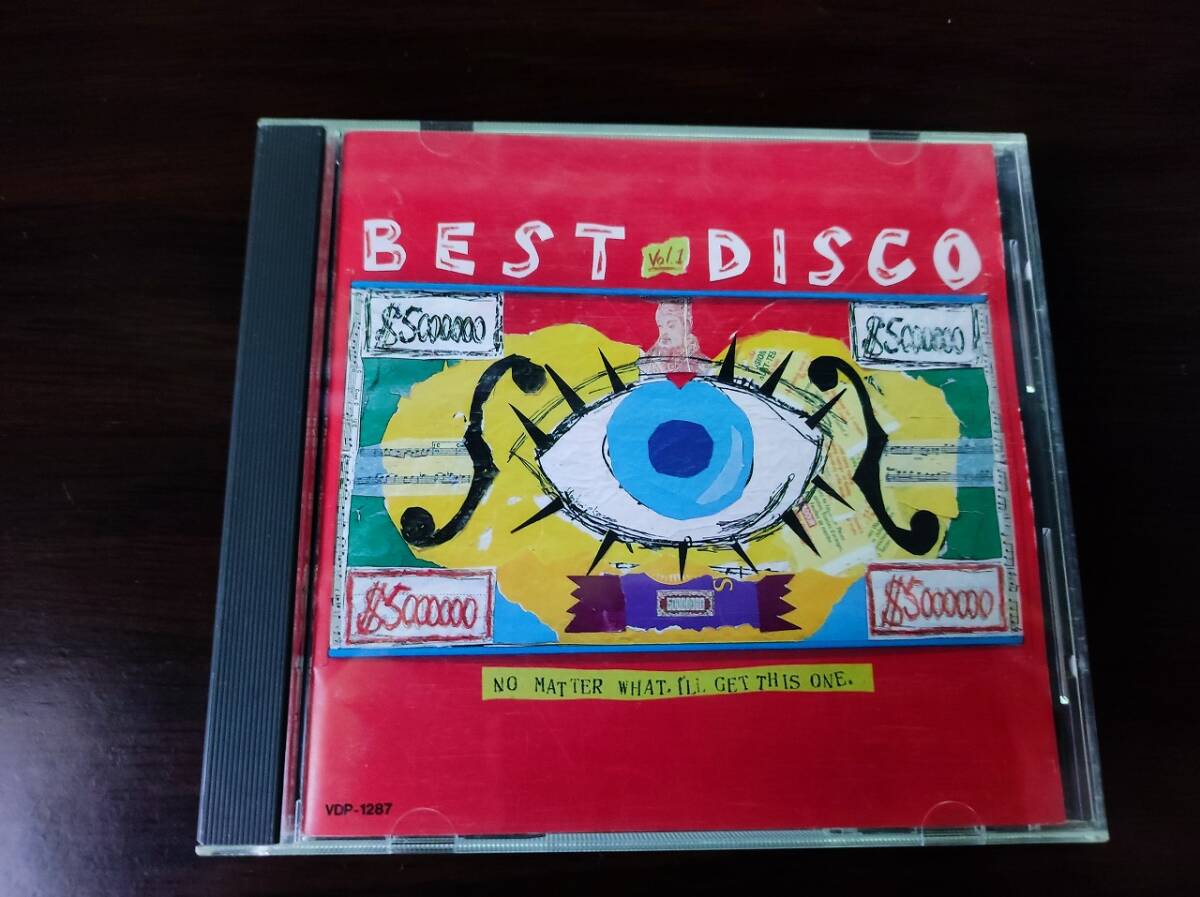 BEST Vol.1 DISCO
$5000000 $5000000
$5000000 $5000000
NO MATTER WHAT, I'LL GET THIS ONE.
VDP-1287